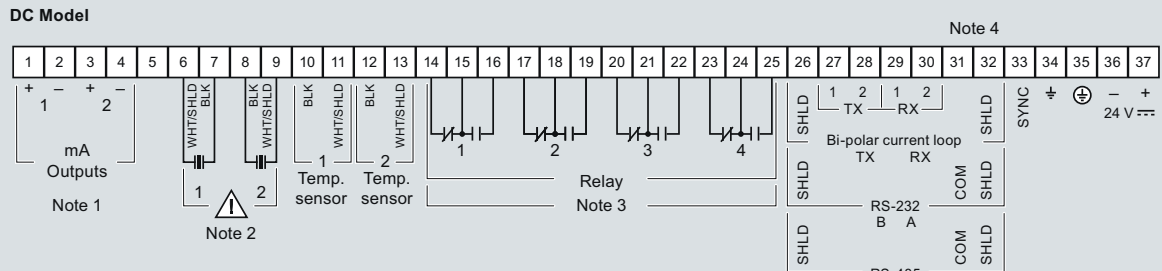 DC Model
Note 4
1 2 3 4 5 6 7 8 9 10 11 12 13 14 15 16 17 18 19 20 21 22 23 24 25 26 27 28 29 30 31 32 33 34 35 36 37
+ – + –
1 2
mA
Outputs
Note 1
WHT/SHLD
BLK
BLK
WHT/SHLD
1 2
Note 2
BLK
WHT/SHLD
1
Temp.
sensor
BLK
WHT/SHLD
2
Temp.
sensor
1 2 3 4
Relay
Note 3
SHLD
1 2 1 2
TX RX
SHLD
Bi-polar current loop
SHLD
TX RX
COM
SHLD
RS-232
SHLD
B A
COM
SHLD
RS-485
SYNC
– +
24 V